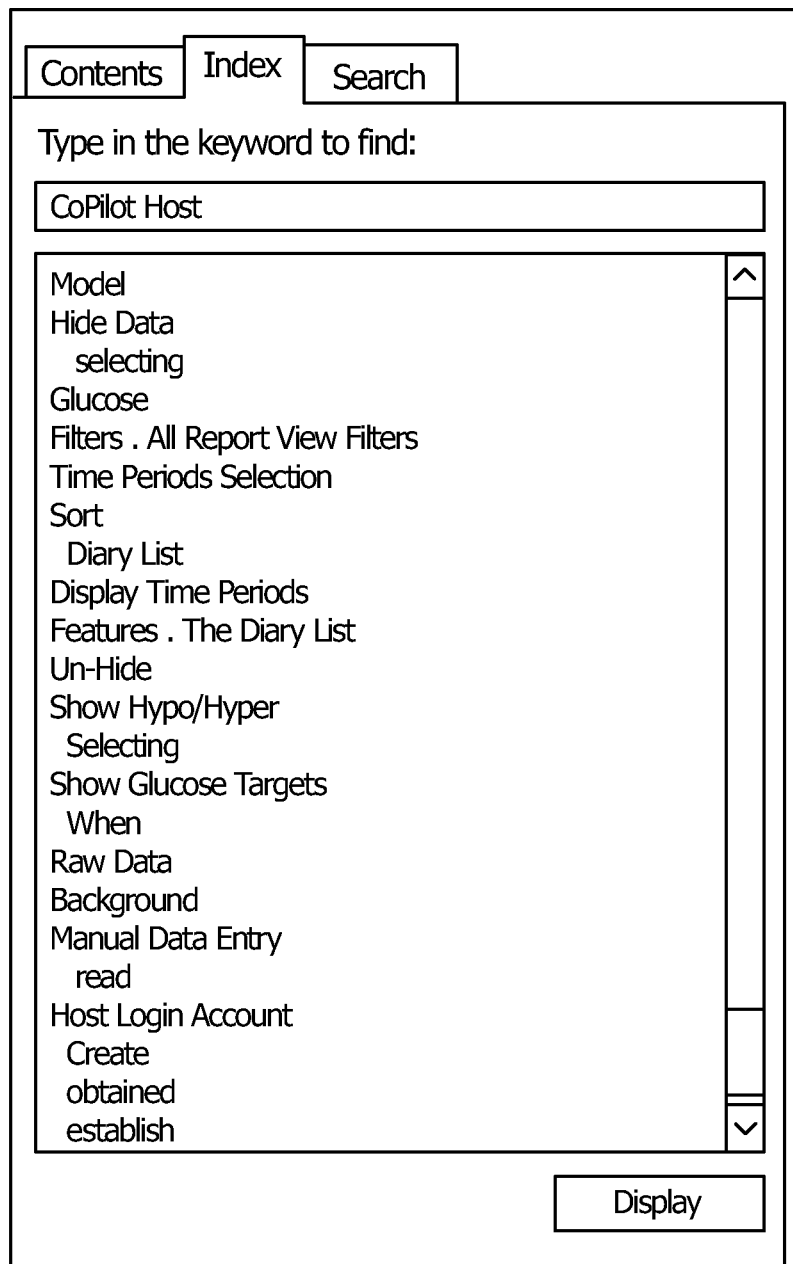 Contents
Index
Search
Type in the keyword to find:
CoPilot Host
Model
Hide Data
selecting
Glucose
Filters . All Report View Filters
Time Periods Selection
Sort
Diary List
Display Time Periods
Features . The Diary List
Un-Hide
Show Hypo/Hyper
Selecting
Show Glucose Targets
When
Raw Data
Background
Manual Data Entry
read
Host Login Account
Create
obtained
establish
Display